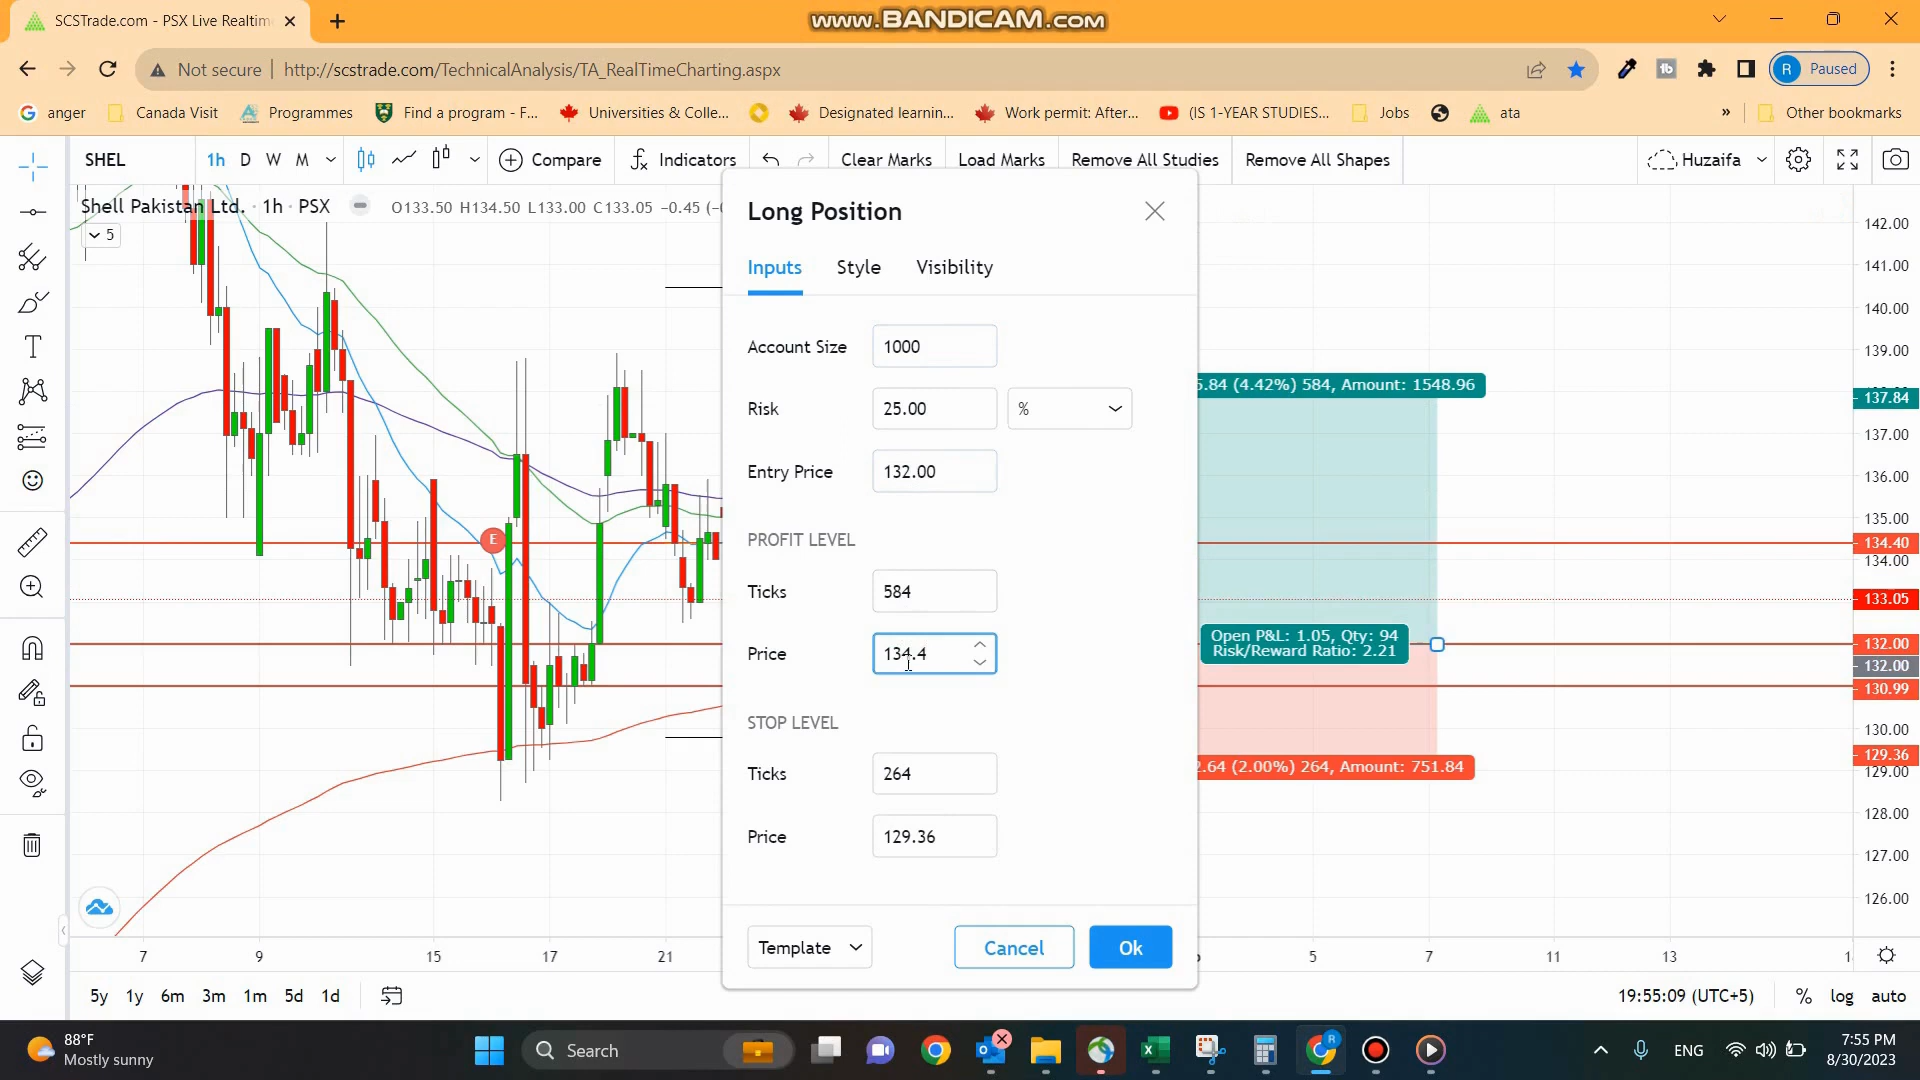 SCSTrade.com - PSX Live Realtim
www.BANDICAM.com
Not secure
http://scstrade.com/TechnicalAnalysis/TA_RealTimeCharting.aspx
R Paused
anger
Canada Visit
Programmes
Find a program - F...
Universities & Colle...
Designated learnin...
Work permit: After...
(IS 1-YEAR STUDIES...
Jobs
ata
»
Other bookmarks
SHEL
1h D W M
Compare
Indicators
Clear Marks
Load Marks
Remove All Studies
Remove All Shapes
Huzaifa
Shell Pakistan Ltd. · 1h · PSX
O133.50 H134.50 L133.00 C133.05 −0.45
5
E
Long Position
Inputs
Style
Visibility
Account Size 1000
Risk 25.00 %
Entry Price 132.00
PROFIT LEVEL
Ticks 584
Price 134.4
STOP LEVEL
Ticks 264
Price 129.36
Template
Cancel
Ok
5.84 (4.42%) 584, Amount: 1548.96
Open P&L: 1.05, Qty: 94
Risk/Reward Ratio: 2.21
2.64 (2.00%) 264, Amount: 751.84
142.00
141.00
140.00
139.00
137.84
137.00
136.00
135.00
134.40
134.00
133.05
132.00
132.00
130.99
130.00
129.36
129.00
128.00
127.00
126.00
7 9 15 17 21 5 7 11 13
5y 1y 6m 3m 1m 5d 1d
19:55:09 (UTC+5)
% log auto
88°F
Mostly sunny
Search
ENG
7:55 PM
8/30/2023